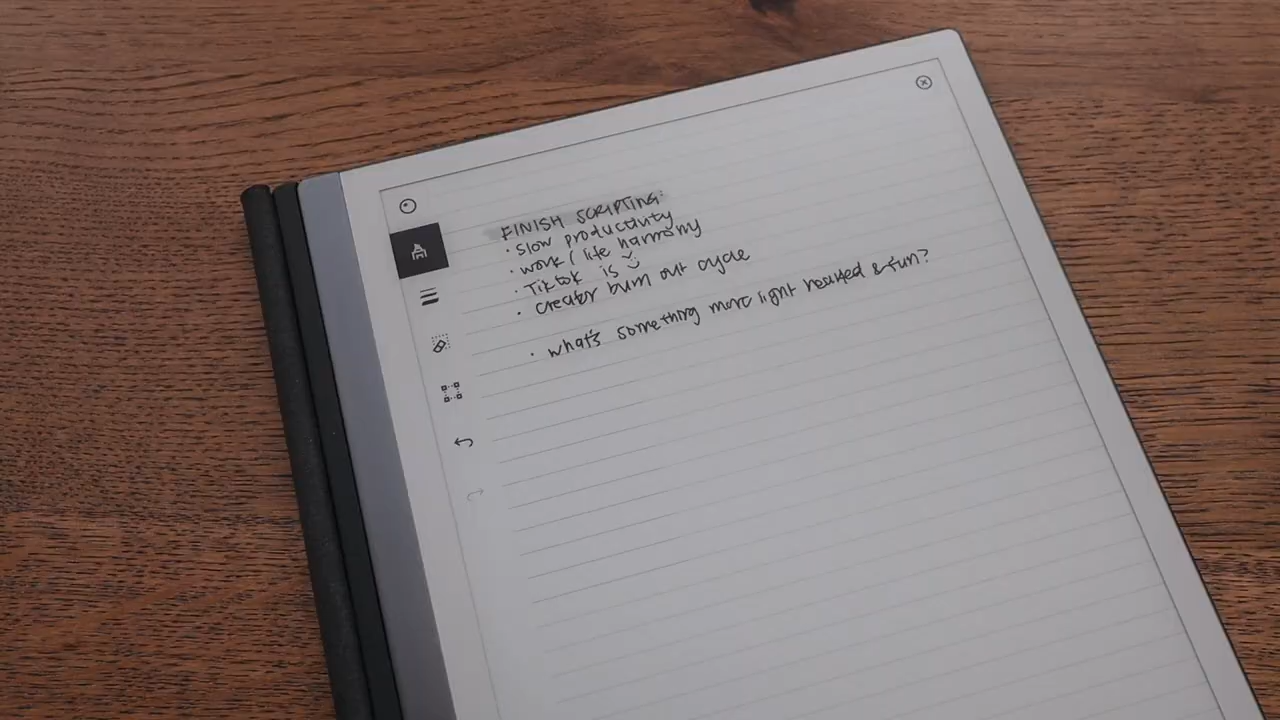 FINISH SCRIPTING:
· slow productivity
· work / life harmony
· Tiktok is :)
· creator burn out cycle
· what's something more light hearted & fun?